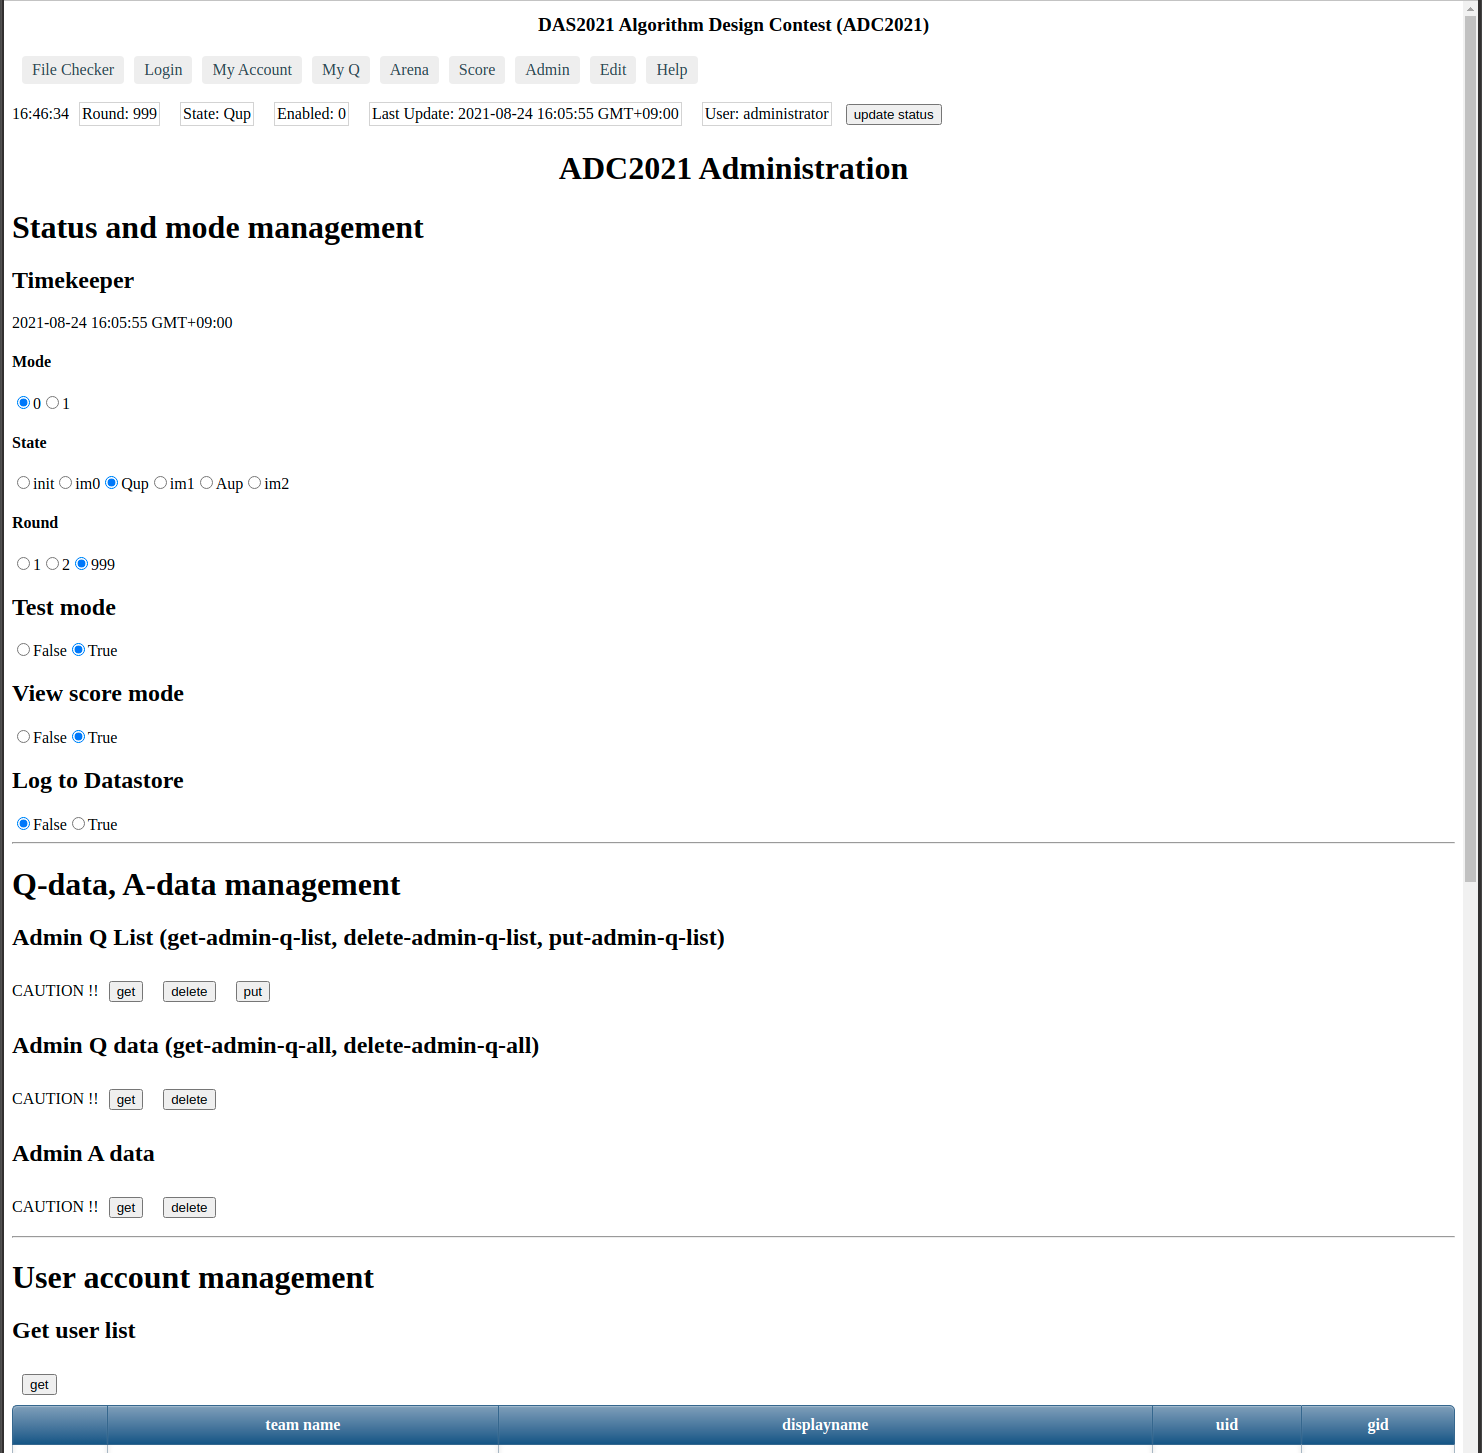 DAS2021 Algorithm Design Contest (ADC2021)
File Checker Login My Account My Q Arena Score Admin Edit Help
16:46:34 Round: 999 State: Qup Enabled: 0 Last Update: 2021-08-24 16:05:55 GMT+09:00 User: administrator update status
ADC2021 Administration
Status and mode management
Timekeeper
2021-08-24 16:05:55 GMT+09:00
Mode
0 1
State
init im0 Qup im1 Aup im2
Round
1 2 999
Test mode
False True
View score mode
False True
Log to Datastore
False True
Q-data, A-data management
Admin Q List (get-admin-q-list, delete-admin-q-list, put-admin-q-list)
CAUTION !! get delete put
Admin Q data (get-admin-q-all, delete-admin-q-all)
CAUTION !! get delete
Admin A data
CAUTION !! get delete
User account management
Get user list
get
team name displayname uid gid